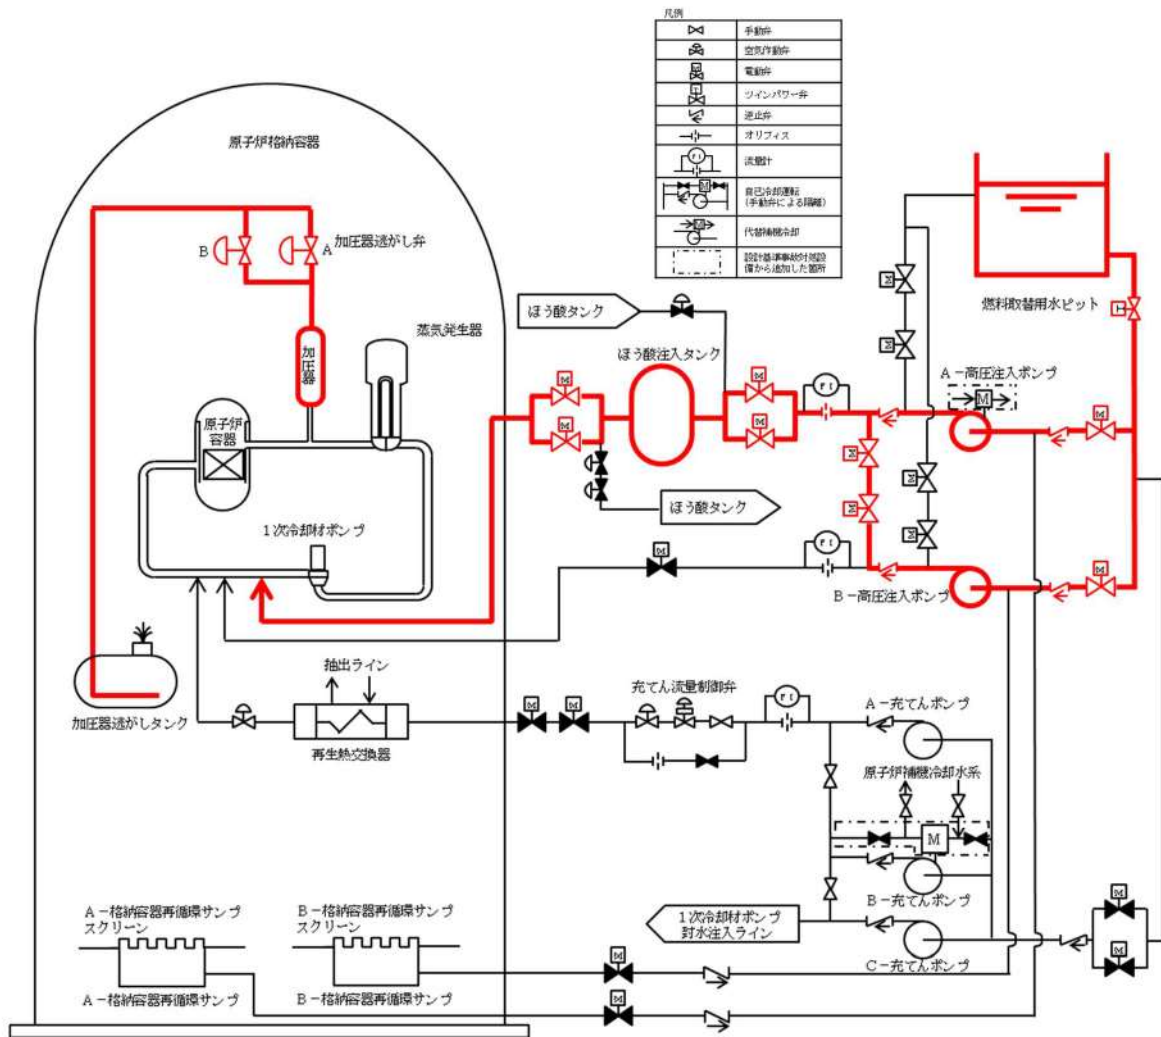 凡例
手動弁
空気作動弁
電動弁
ツインパワー弁
逆止弁
オリフィス
流量計
自己冷却運転
(手動弁による隔離)
代替補機冷却
設計基準事故対処設
備から追加した箇所
原子炉格納容器
B
A
加圧器逃がし弁
蒸気発生器
加圧器
原子炉
容器
1次冷却材ポンプ
加圧器逃がしタンク
抽出ライン
再生熱交換器
ほう酸タンク
ほう酸注入タンク
ほう酸タンク
FI
FI
燃料取替用水ピット
A-高圧注入ポンプ
M
B-高圧注入ポンプ
充てん流量制御弁
FI
A-充てんポンプ
原子炉補機冷却水系
M
B-充てんポンプ
1次冷却材ポンプ
封水注入ライン
C-充てんポンプ
A-格納容器再循環サンプ
スクリーン
B-格納容器再循環サンプ
スクリーン
A-格納容器再循環サンプ
B-格納容器再循環サンプ